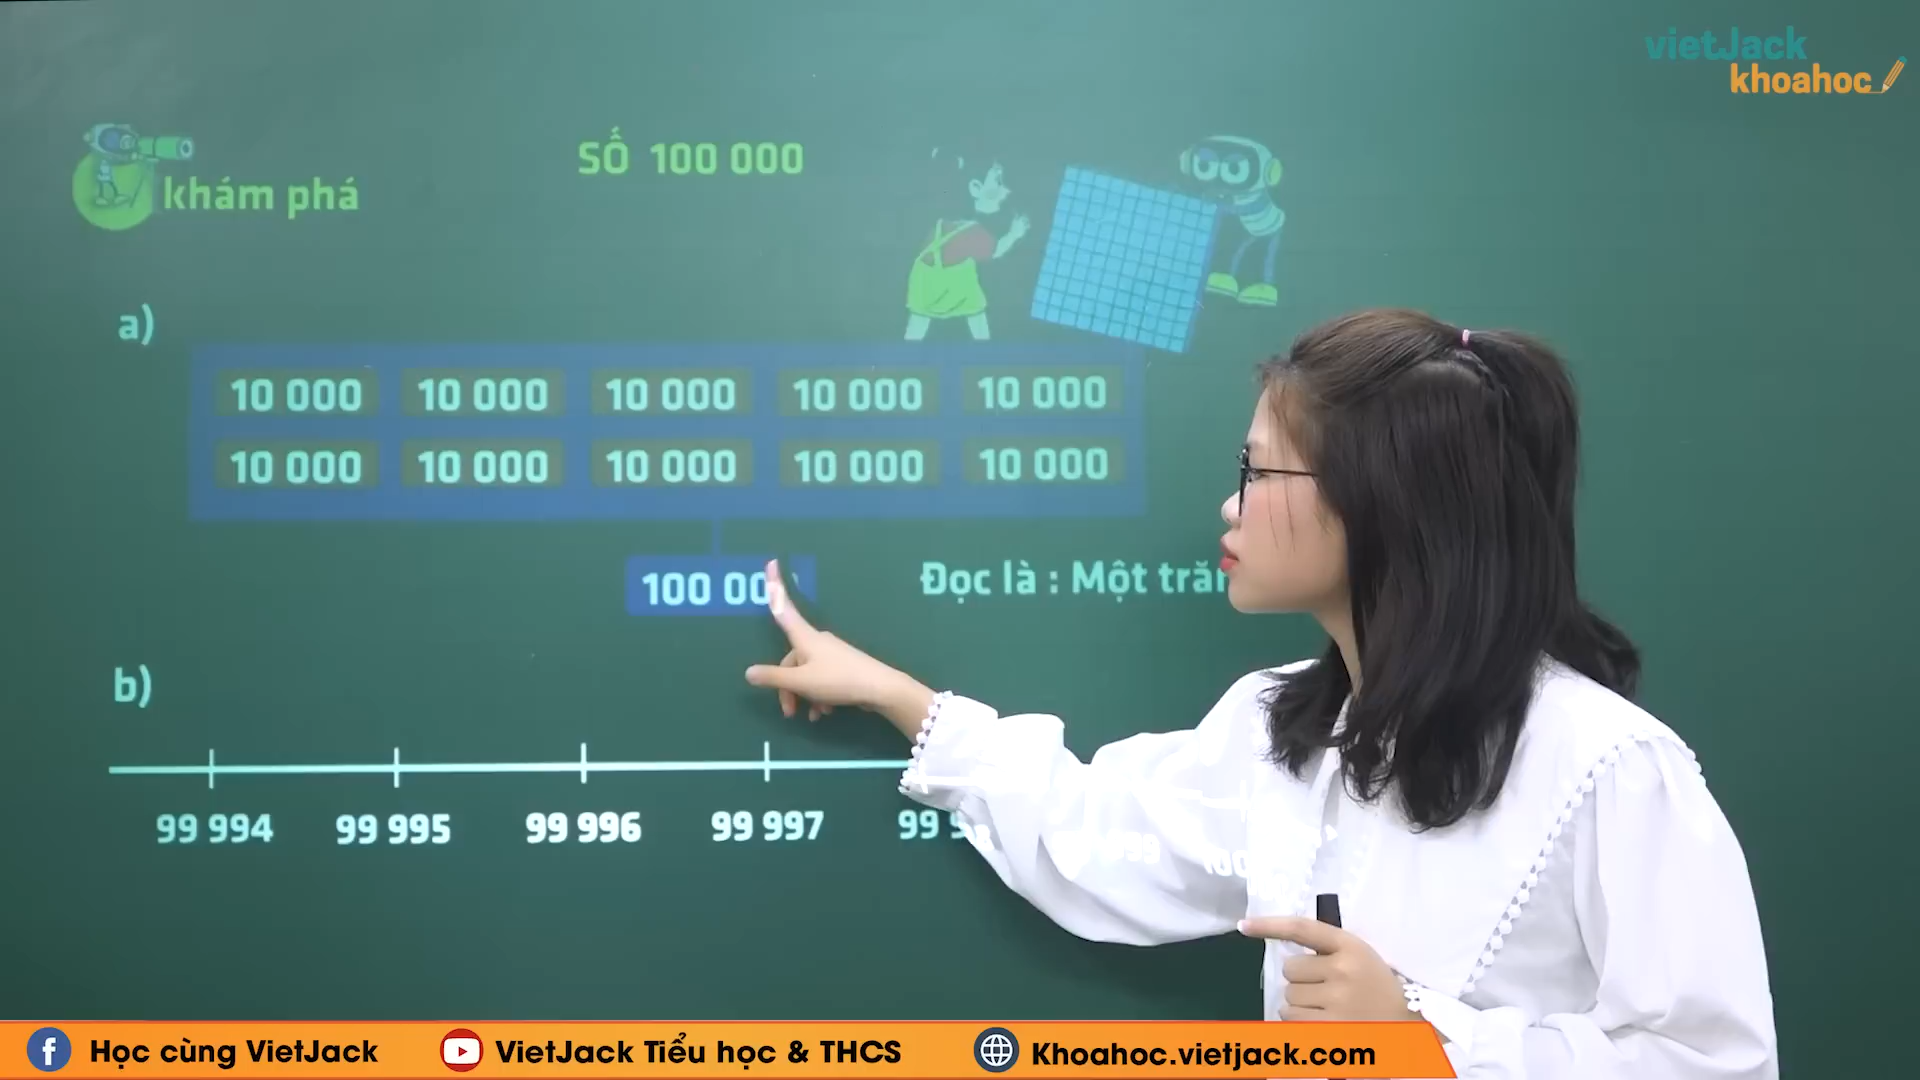 vietJack
khoahoc
khám phá
SỐ 100 000
a)
10 000 10 000 10 000 10 000 10 000
10 000 10 000 10 000 10 000 10 000
100 00
Đọc là : Một
b)
99 994 99 995 99 996 99 997
Học cùng VietJack
VietJack Tiểu học & THCS
Khoahoc.vietjack.com